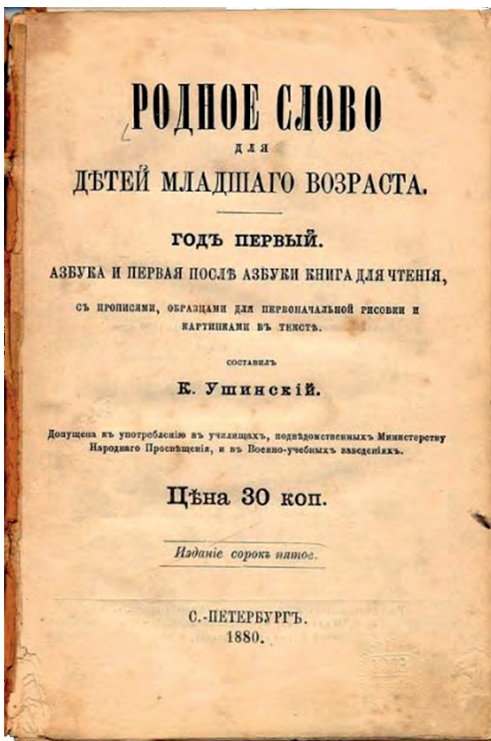 РОДНОЕ СЛОВО
ДЛЯ
ДѢТЕЙ МЛАДШАГО ВОЗРАСТА.
ГОДЪ ПЕРВЫЙ.
АЗБУКА И ПЕРВАЯ ПОСЛѢ АЗБУКИ КНИГА ДЛЯ ЧТЕНІЯ,
СЪ ПРОПИСЯМИ, ОБРАЗЦАМИ ДЛЯ ПЕРВОНАЧАЛЬНОЙ РИСОВКИ И
КАРТИНКАМИ ВЪ ТЕКСТѢ.
СОСТАВИЛЪ
К. Ушинскій.
Допущена къ употребленію въ училищахъ, подвѣдомственныхъ Министерству
Народнаго Просвѣщенія, и въ Военно-учебныхъ заведеніяхъ.
Цѣна 30 коп.
Изданіе сорокъ пятое.
С.-ПЕТЕРБУРГЪ.
1880.